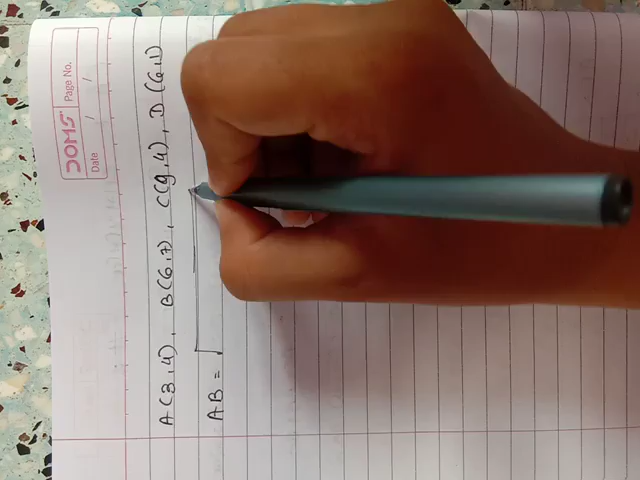 DOMS
Page No.
Date / /
A(3,4), B(6,7), C(9,4), D(6,1)
AB = √